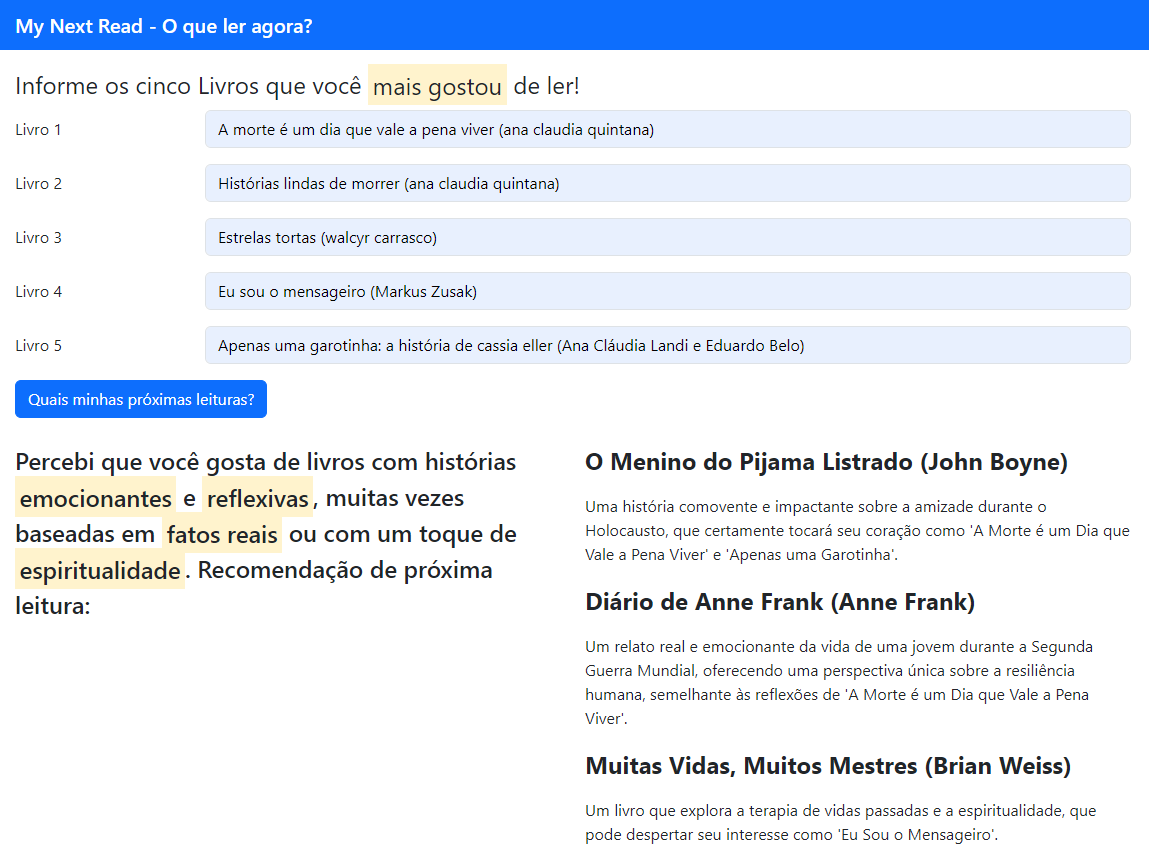 My Next Read - O que ler agora?
Informe os cinco Livros que você mais gostou de ler!
Livro 1
A morte é um dia que vale a pena viver (ana claudia quintana)
Livro 2
Histórias lindas de morrer (ana claudia quintana)
Livro 3
Estrelas tortas (walcyr carrasco)
Livro 4
Eu sou o mensageiro (Markus Zusak)
Livro 5
Apenas uma garotinha: a história de cassia eller (Ana Cláudia Landi e Eduardo Belo)
Quais minhas próximas leituras?
Percebi que você gosta de livros com histórias
emocionantes e reflexivas, muitas vezes
baseadas em fatos reais ou com um toque de
espiritualidade. Recomendação de próxima
leitura:
O Menino do Pijama Listrado (John Boyne)
Uma história comovente e impactante sobre a amizade durante o
Holocausto, que certamente tocará seu coração como 'A Morte é um Dia que
Vale a Pena Viver' e 'Apenas uma Garotinha'.
Diário de Anne Frank (Anne Frank)
Um relato real e emocionante da vida de uma jovem durante a Segunda
Guerra Mundial, oferecendo uma perspectiva única sobre a resiliência
humana, semelhante às reflexões de 'A Morte é um Dia que Vale a Pena
Viver'.
Muitas Vidas, Muitos Mestres (Brian Weiss)
Um livro que explora a terapia de vidas passadas e a espiritualidade, que
pode despertar seu interesse como 'Eu Sou o Mensageiro'.